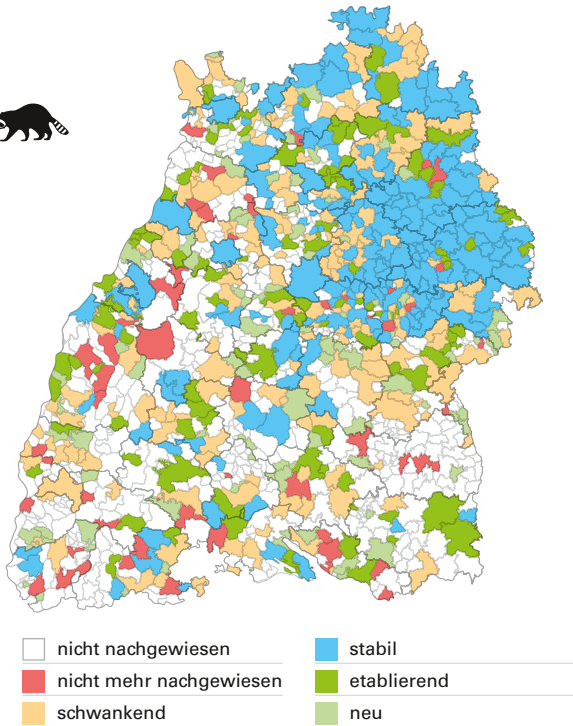 nicht nachgewiesen
nicht mehr nachgewiesen
schwankend
stabil
etablierend
neu